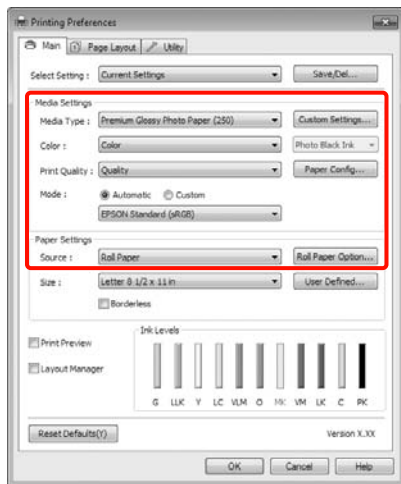 Printing Preferences
Main Page Layout Utility
Select Setting : Current Settings Save/Del...
Media Settings
Media Type : Premium Glossy Photo Paper (250) Custom Settings...
Color : Color Photo Black Ink
Print Quality : Quality Paper Config...
Mode : Automatic Custom
EPSON Standard (sRGB)
Paper Settings
Source : Roll Paper Roll Paper Option...
Size : Letter 8 1/2 x 11 in User Defined...
Borderless
Ink Levels
Print Preview
Layout Manager
G LLK Y LC VLM O MK VM LK C PK
Reset Defaults(Y) Version X.XX
OK Cancel Help